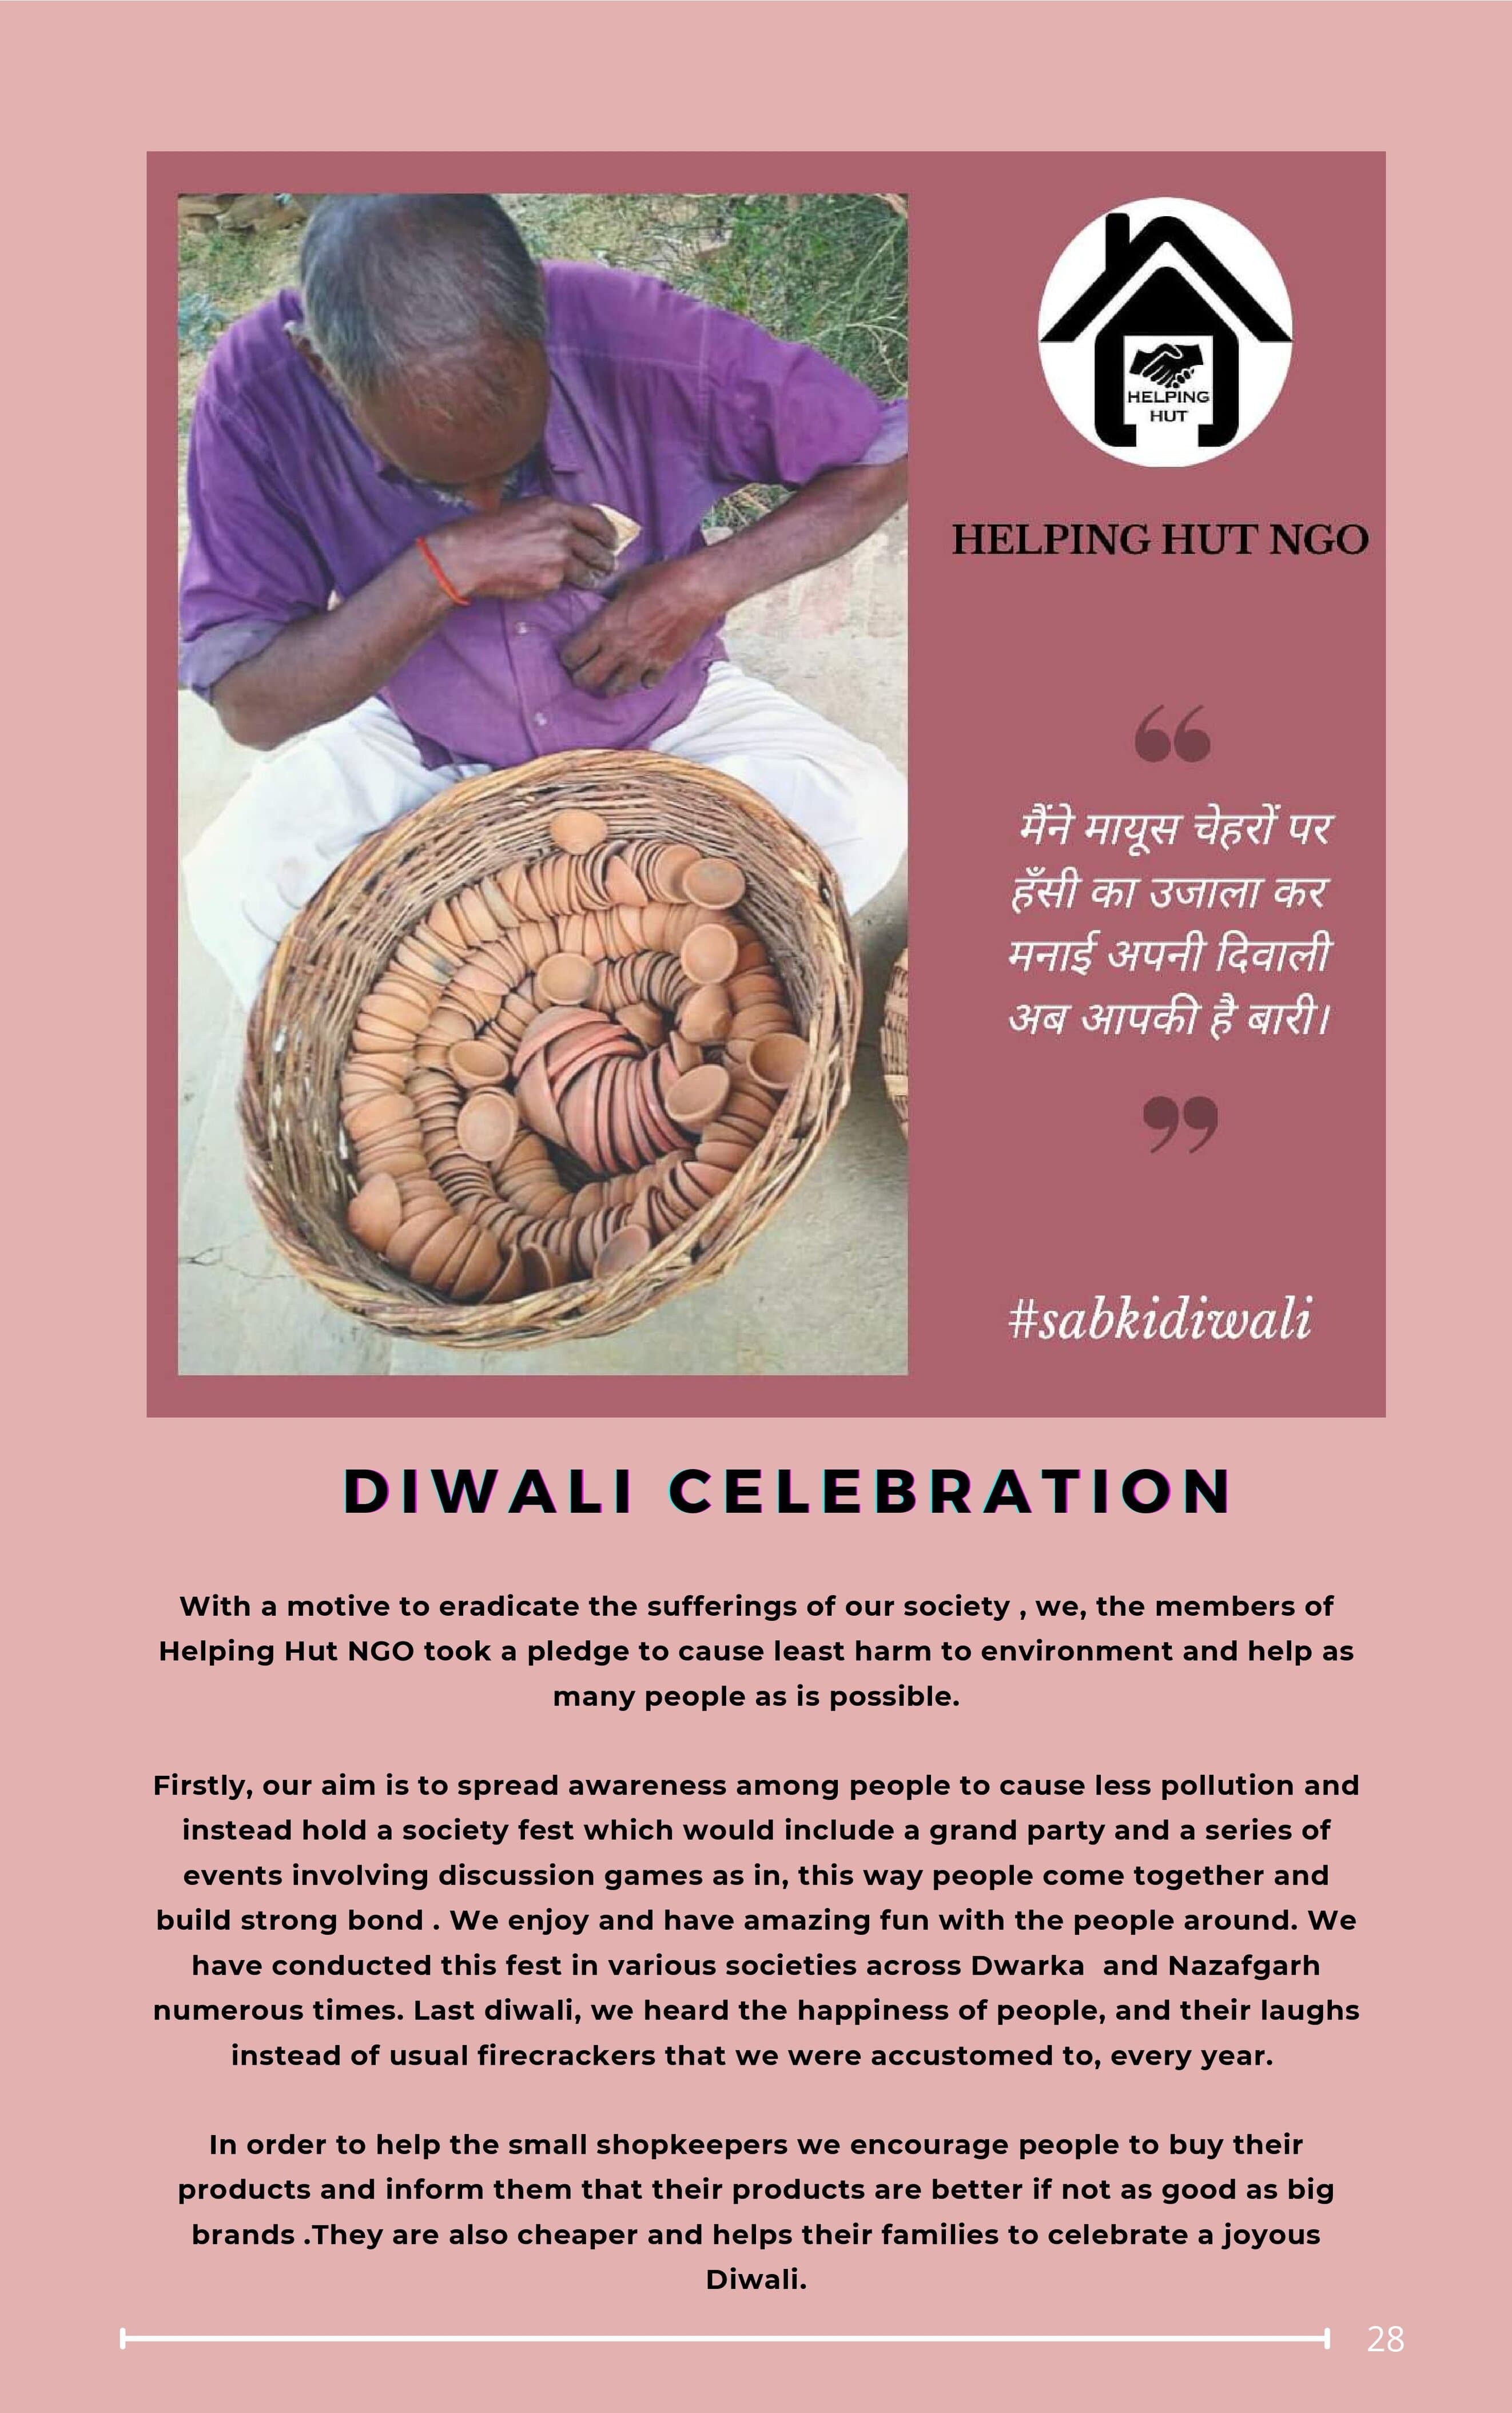 HELPING
HUT
HELPING HUT NGO
“
मैंने मायूस चेहरों पर
हँसी का उजाला कर
मनाई अपनी दिवाली
अब आपकी है बारी।
”
#sabkidiwali
DIWALI CELEBRATION
With a motive to eradicate the sufferings of our society , we, the members of
Helping Hut NGO took a pledge to cause least harm to environment and help as
many people as is possible.
Firstly, our aim is to spread awareness among people to cause less pollution and
instead hold a society fest which would include a grand party and a series of
events involving discussion games as in, this way people come together and
build strong bond . We enjoy and have amazing fun with the people around. We
have conducted this fest in various societies across Dwarka  and Nazafgarh
numerous times. Last diwali, we heard the happiness of people, and their laughs
instead of usual firecrackers that we were accustomed to, every year.
In order to help the small shopkeepers we encourage people to buy their
products and inform them that their products are better if not as good as big
brands .They are also cheaper and helps their families to celebrate a joyous
Diwali.
28